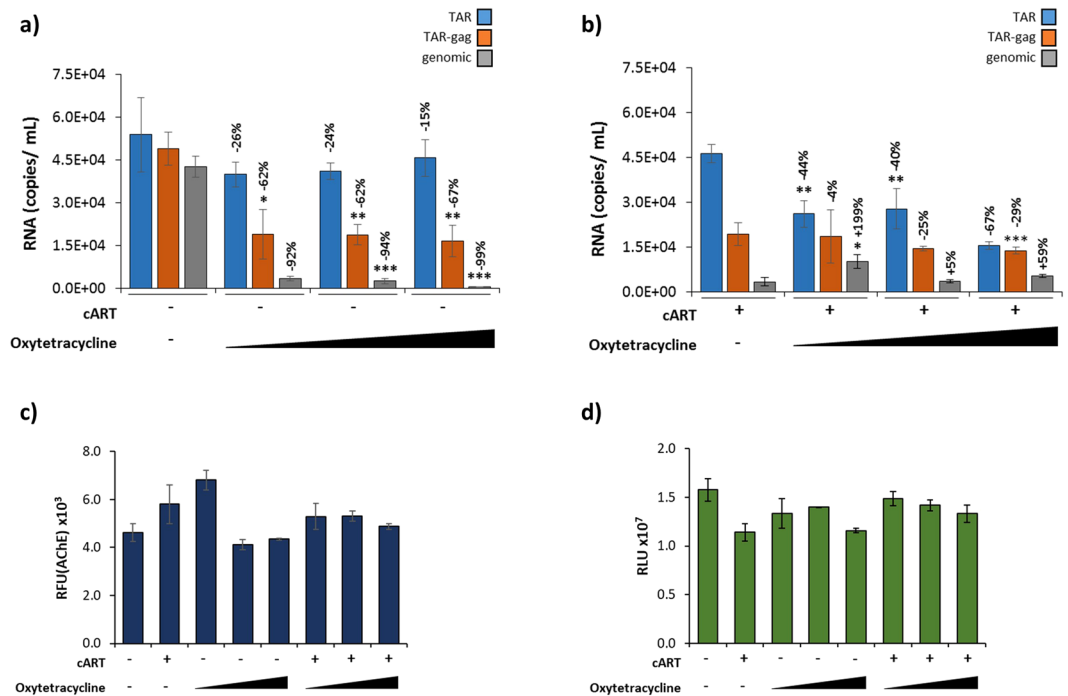 a)
TAR
TAR-gag
genomic
RNA (copies/ mL)
7.5E+04
6.0E+04
4.5E+04
3.0E+04
1.5E+04
0.0E+00
-26%
* -62%
-92%
-24%
** -62%
*** -94%
-15%
** -67%
*** -99%
cART - - - -
Oxytetracycline -
b)
TAR
TAR-gag
genomic
RNA (copies/ mL)
7.5E+04
6.0E+04
4.5E+04
3.0E+04
1.5E+04
0.0E+00
** -44%
-4%
* +199%
** -40%
-25%
+5%
-67%
*** -29%
+59%
cART + + + +
Oxytetracycline -
c)
RFU(AChE) x10³
8.0
6.0
4.0
2.0
0.0
cART - + - - - + + +
Oxytetracycline - -
d)
RLU x10⁷
2.0
1.5
1.0
0.5
0.0
cART - + - - - + + +
Oxytetracycline - -